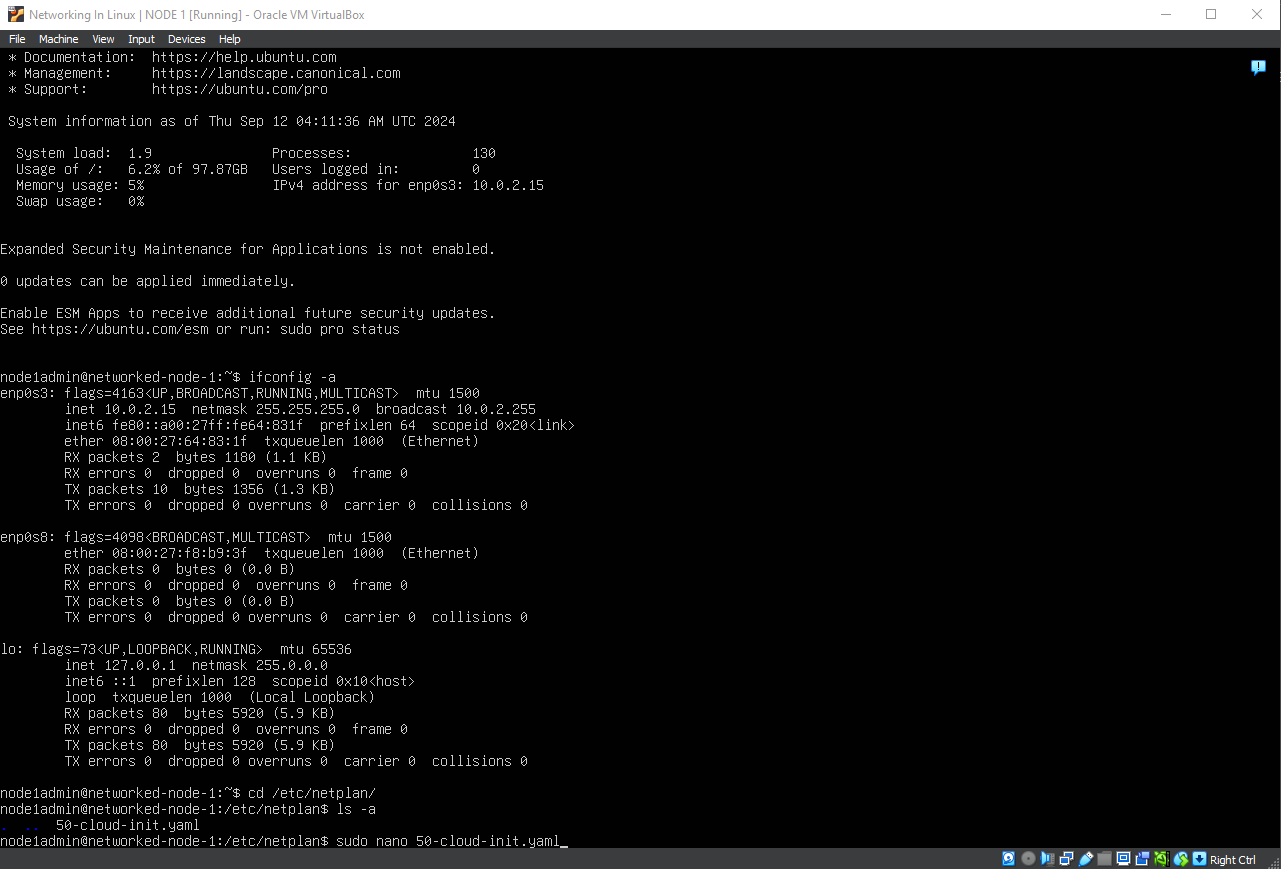 Networking In Linux | NODE 1 [Running] - Oracle VM VirtualBox
File Machine View Input Devices Help
* Documentation:  https://help.ubuntu.com
* Management:     https://landscape.canonical.com
* Support:        https://ubuntu.com/pro
System information as of Thu Sep 12 04:11:36 AM UTC 2024
System load:  1.9               Processes:               130
Usage of /:   6.2% of 97.87GB   Users logged in:         0
Memory usage: 5%                IPv4 address for enp0s3: 10.0.2.15
Swap usage:   0%
Expanded Security Maintenance for Applications is not enabled.
0 updates can be applied immediately.
Enable ESM Apps to receive additional future security updates.
See https://ubuntu.com/esm or run: sudo pro status
node1admin@networked-node-1:~$ ifconfig -a
enp0s3: flags=4163<UP,BROADCAST,RUNNING,MULTICAST>  mtu 1500
        inet 10.0.2.15  netmask 255.255.255.0  broadcast 10.0.2.255
        inet6 fe80::a00:27ff:fe64:831f  prefixlen 64  scopeid 0x20<link>
        ether 08:00:27:64:83:1f  txqueuelen 1000  (Ethernet)
        RX packets 2  bytes 1180 (1.1 KB)
        RX errors 0  dropped 0  overruns 0  frame 0
        TX packets 10  bytes 1356 (1.3 KB)
        TX errors 0  dropped 0 overruns 0  carrier 0  collisions 0
enp0s8: flags=4098<BROADCAST,MULTICAST>  mtu 1500
        ether 08:00:27:f8:b9:3f  txqueuelen 1000  (Ethernet)
        RX packets 0  bytes 0 (0.0 B)
        RX errors 0  dropped 0  overruns 0  frame 0
        TX packets 0  bytes 0 (0.0 B)
        TX errors 0  dropped 0 overruns 0  carrier 0  collisions 0
lo: flags=73<UP,LOOPBACK,RUNNING>  mtu 65536
        inet 127.0.0.1  netmask 255.0.0.0
        inet6 ::1  prefixlen 128  scopeid 0x10<host>
        loop  txqueuelen 1000  (Local Loopback)
        RX packets 80  bytes 5920 (5.9 KB)
        RX errors 0  dropped 0  overruns 0  frame 0
        TX packets 80  bytes 5920 (5.9 KB)
        TX errors 0  dropped 0 overruns 0  carrier 0  collisions 0
node1admin@networked-node-1:~$ cd /etc/netplan/
node1admin@networked-node-1:/etc/netplan$ ls -a
.  ..  50-cloud-init.yaml
node1admin@networked-node-1:/etc/netplan$ sudo nano 50-cloud-init.yaml_
Right Ctrl